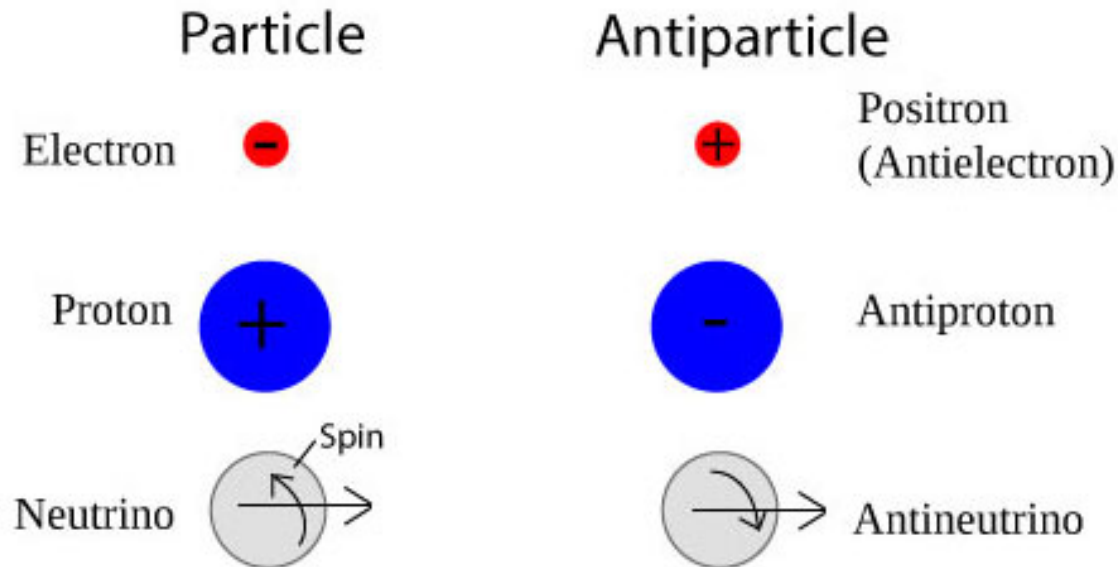 Particle Antiparticle
Electron - + Positron
(Antielectron)
Proton + - Antiproton
Spin
Neutrino Antineutrino